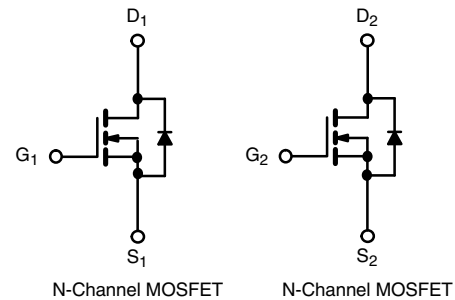 D1 D2
G1 G2
S1 S2
N-Channel MOSFET N-Channel MOSFET